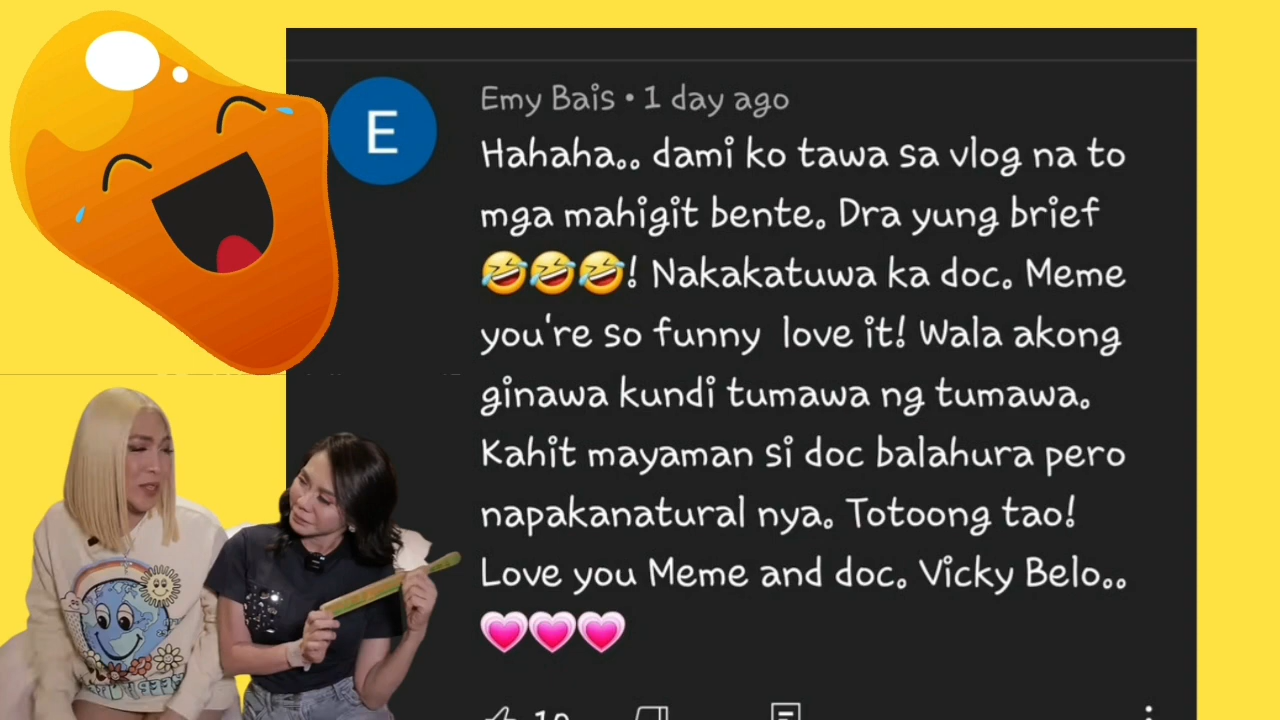 E
Emy Bais • 1 day ago
Hahaha.. dami ko tawa sa vlog na to
mga mahigit bente. Dra yung brief
🤣🤣🤣! Nakakatuwa ka doc. Meme
you're so funny  love it! Wala akong
ginawa kundi tumawa ng tumawa.
Kahit mayaman si doc balahura pero
napakanatural nya. Totoong tao!
Love you Meme and doc. Vicky Belo..
💗💗💗